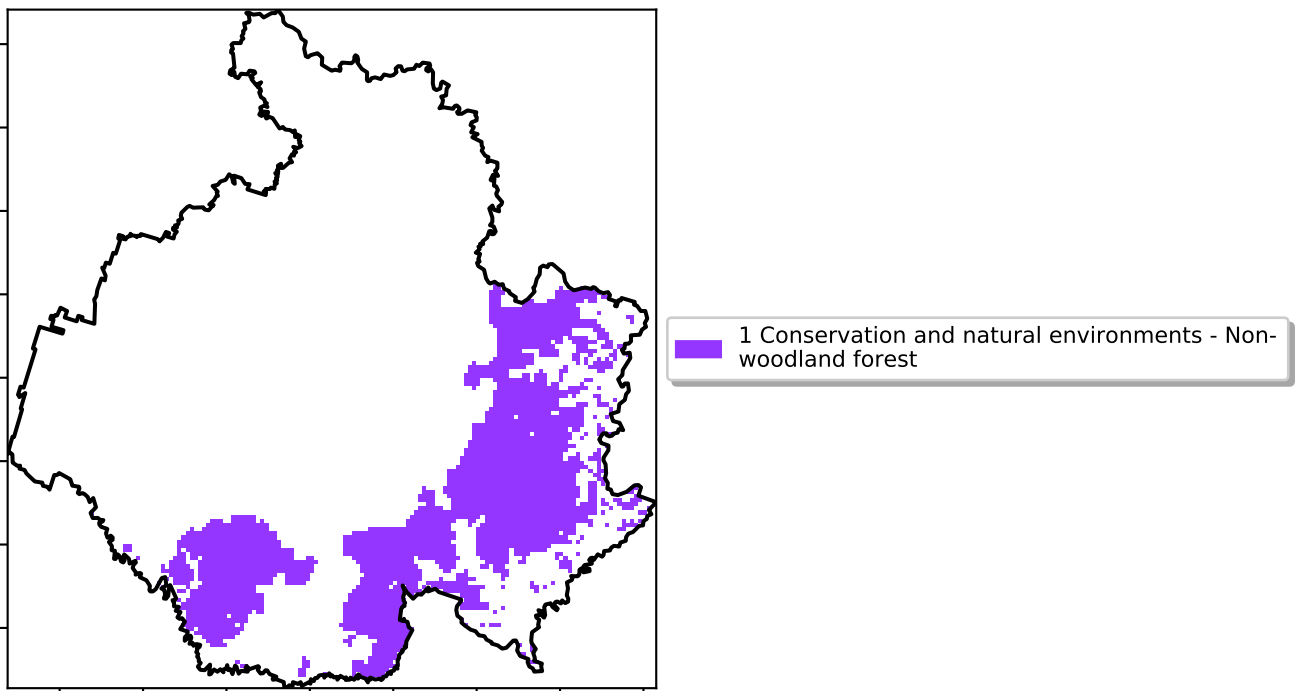 1 Conservation and natural environments - Non-
woodland forest